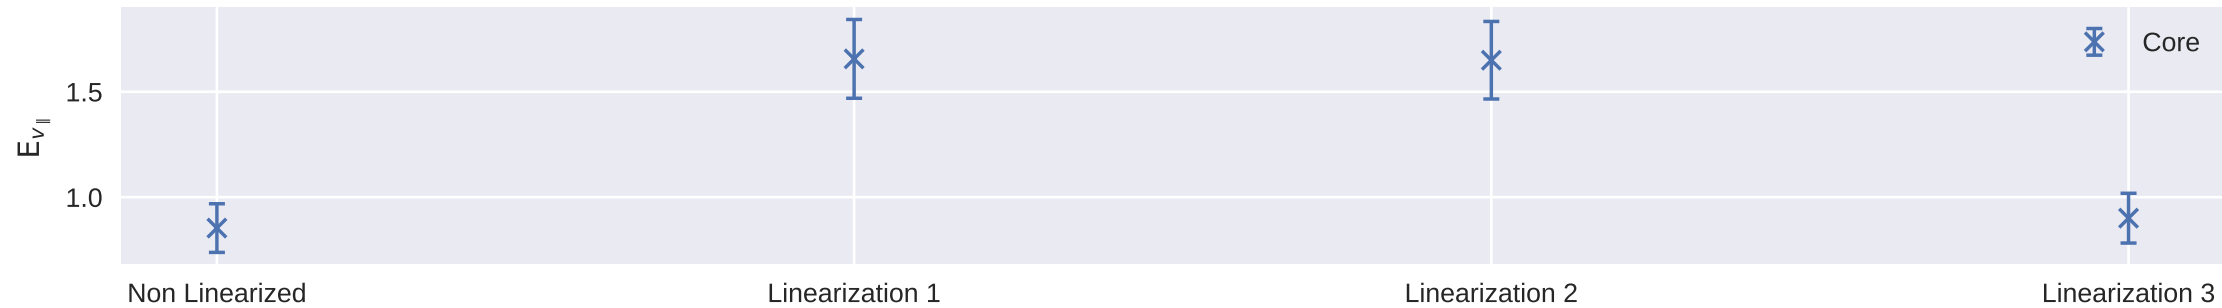 Core
1.5
E_{v_∥}
1.0
Non Linearized
Linearization 1
Linearization 2
Linearization 3